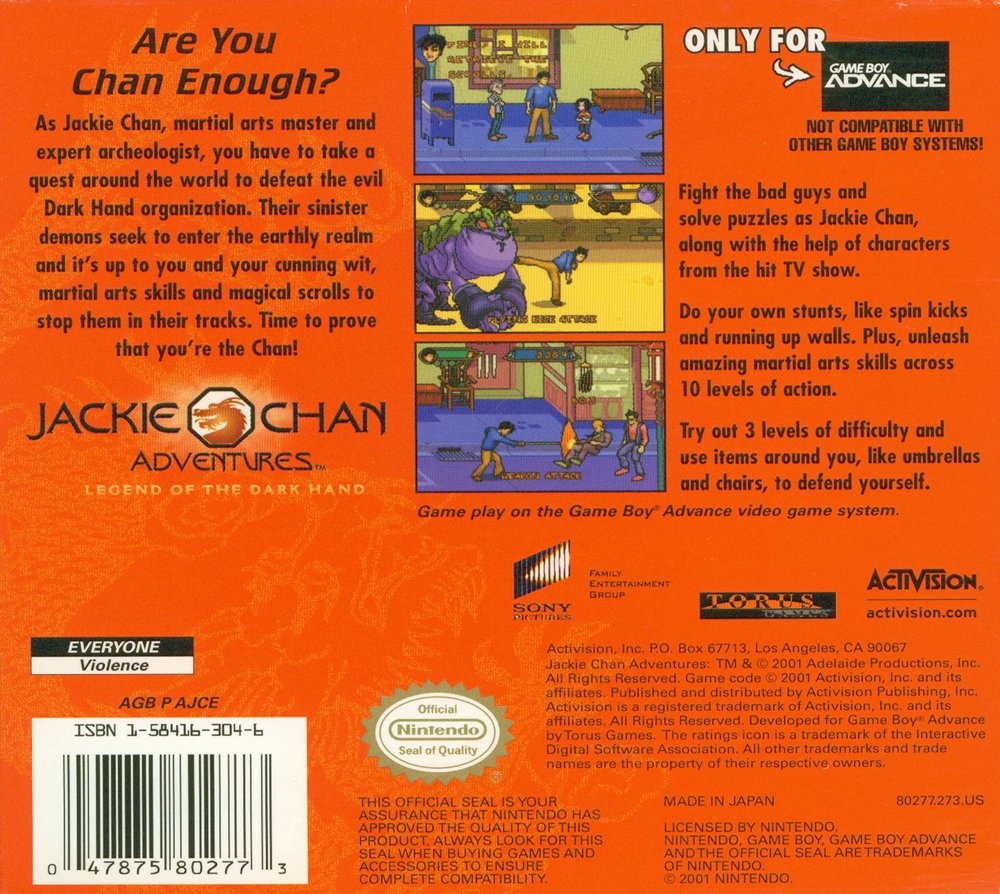 Are You
Chan Enough?
As Jackie Chan, martial arts master and
expert archeologist, you have to take a
quest around the world to defeat the evil
Dark Hand organization. Their sinister
demons seek to enter the earthly realm
and it's up to you and your cunning wit,
martial arts skills and magical scrolls to
stop them in their tracks. Time to prove
that you're the Chan!
JACKIE CHAN
ADVENTURES™
LEGEND OF THE DARK HAND
FINE! I WILL
RETRIEVE THE
SCROLLS.
FLYING KICK ATTACK
WEAPON ATTACK
Game play on the Game Boy® Advance video game system.
ONLY FOR
GAME BOY
ADVANCE
NOT COMPATIBLE WITH
OTHER GAME BOY SYSTEMS!
Fight the bad guys and
solve puzzles as Jackie Chan,
along with the help of characters
from the hit TV show.
Do your own stunts, like spin kicks
and running up walls. Plus, unleash
amazing martial arts skills across
10 levels of action.
Try out 3 levels of difficulty and
use items around you, like umbrellas
and chairs, to defend yourself.
SONY
PICTURES
FAMILY
ENTERTAINMENT
GROUP
TORUS
GAMES
ACTIVISION®
activision.com
EVERYONE
Violence
AGB P AJCE
ISBN 1-58416-304-6
0 47875 80277 3
Official
Nintendo
Seal of Quality
®
THIS OFFICIAL SEAL IS YOUR
ASSURANCE THAT NINTENDO HAS
APPROVED THE QUALITY OF THIS
PRODUCT. ALWAYS LOOK FOR THIS
SEAL WHEN BUYING GAMES AND
ACCESSORIES TO ENSURE
COMPLETE COMPATIBILITY.
Activision, Inc. P.O. Box 67713, Los Angeles, CA 90067
Jackie Chan Adventures: TM & © 2001 Adelaide Productions, Inc.
All Rights Reserved. Game code © 2001 Activision, Inc. and its
affiliates. Published and distributed by Activision Publishing, Inc.
Activision is a registered trademark of Activision, Inc. and its
affiliates. All Rights Reserved. Developed for Game Boy® Advance
by Torus Games. The ratings icon is a trademark of the Interactive
Digital Software Association. All other trademarks and trade
names are the property of their respective owners.
MADE IN JAPAN 80277.273.US
LICENSED BY NINTENDO.
NINTENDO, GAME BOY, GAME BOY ADVANCE
AND THE OFFICIAL SEAL ARE TRADEMARKS
OF NINTENDO.
© 2001 NINTENDO.